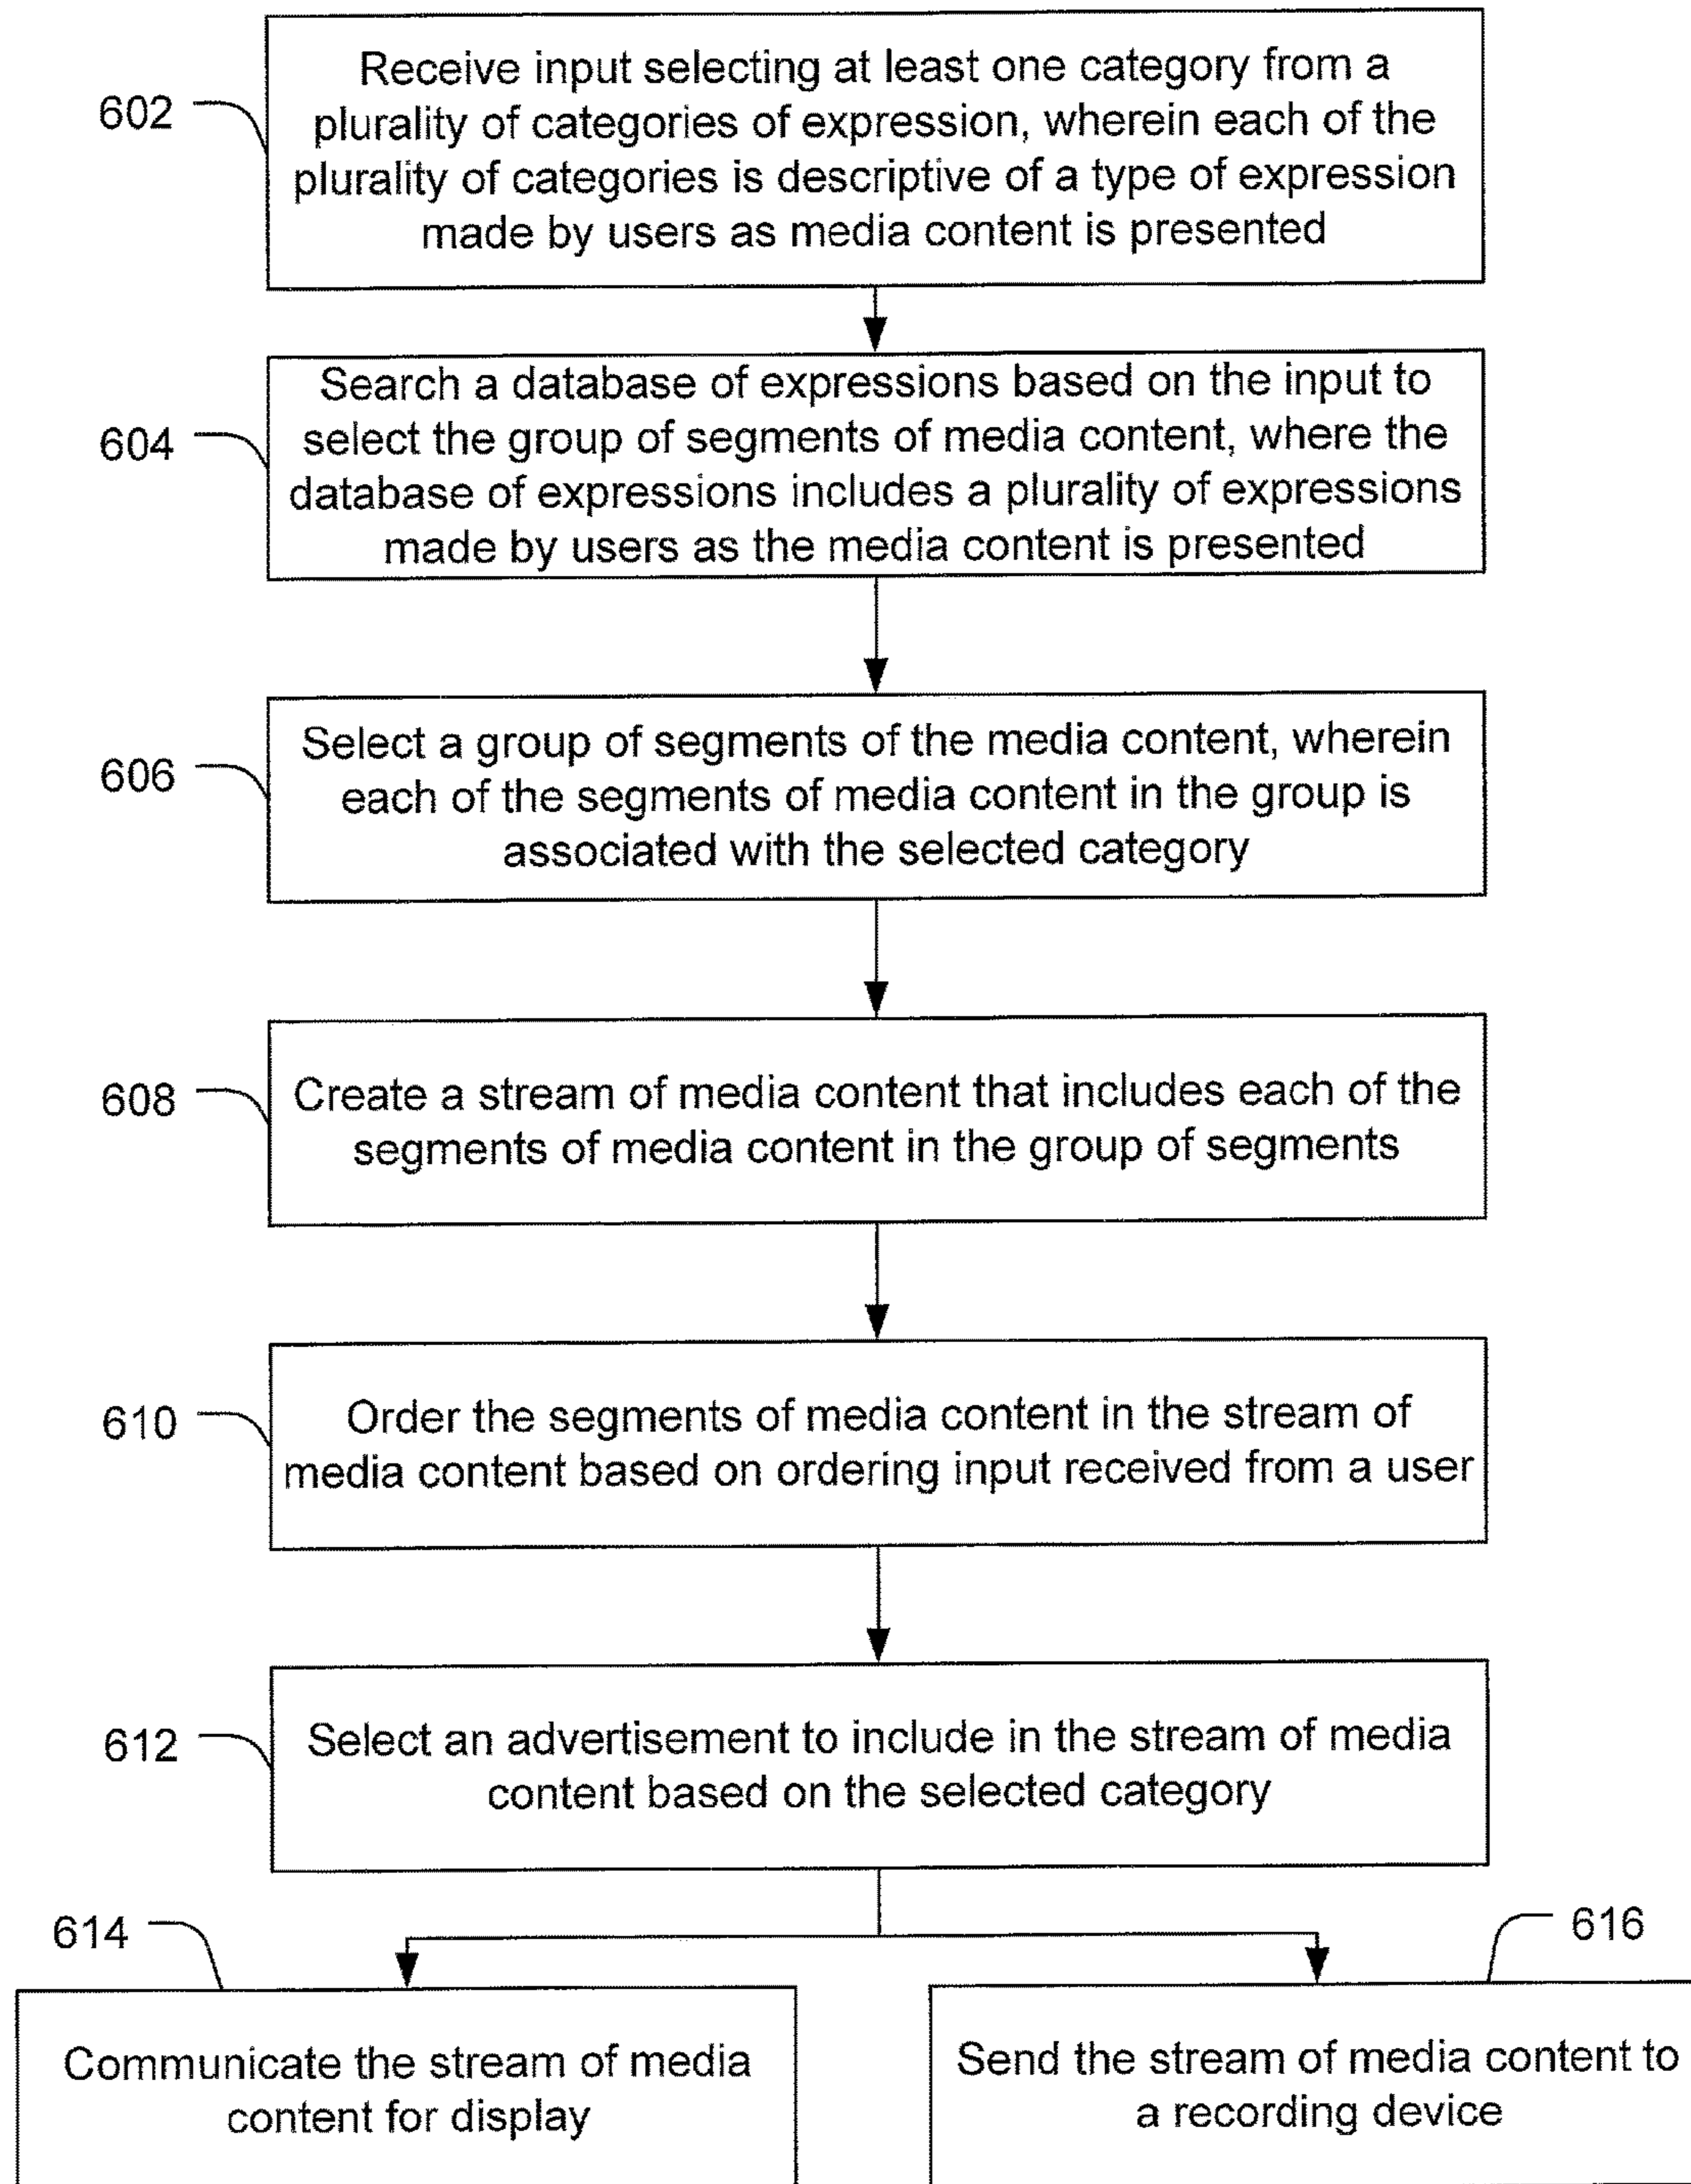 602
Receive input selecting at least one category from a
plurality of categories of expression, wherein each of the
plurality of categories is descriptive of a type of expression
made by users as media content is presented
604
Search a database of expressions based on the input to
select the group of segments of media content, where the
database of expressions includes a plurality of expressions
made by users as the media content is presented
606
Select a group of segments of the media content, wherein
each of the segments of media content in the group is
associated with the selected category
608
Create a stream of media content that includes each of the
segments of media content in the group of segments
610
Order the segments of media content in the stream of
media content based on ordering input received from a user
612
Select an advertisement to include in the stream of media
content based on the selected category
614
Communicate the stream of media
content for display
616
Send the stream of media content to
a recording device